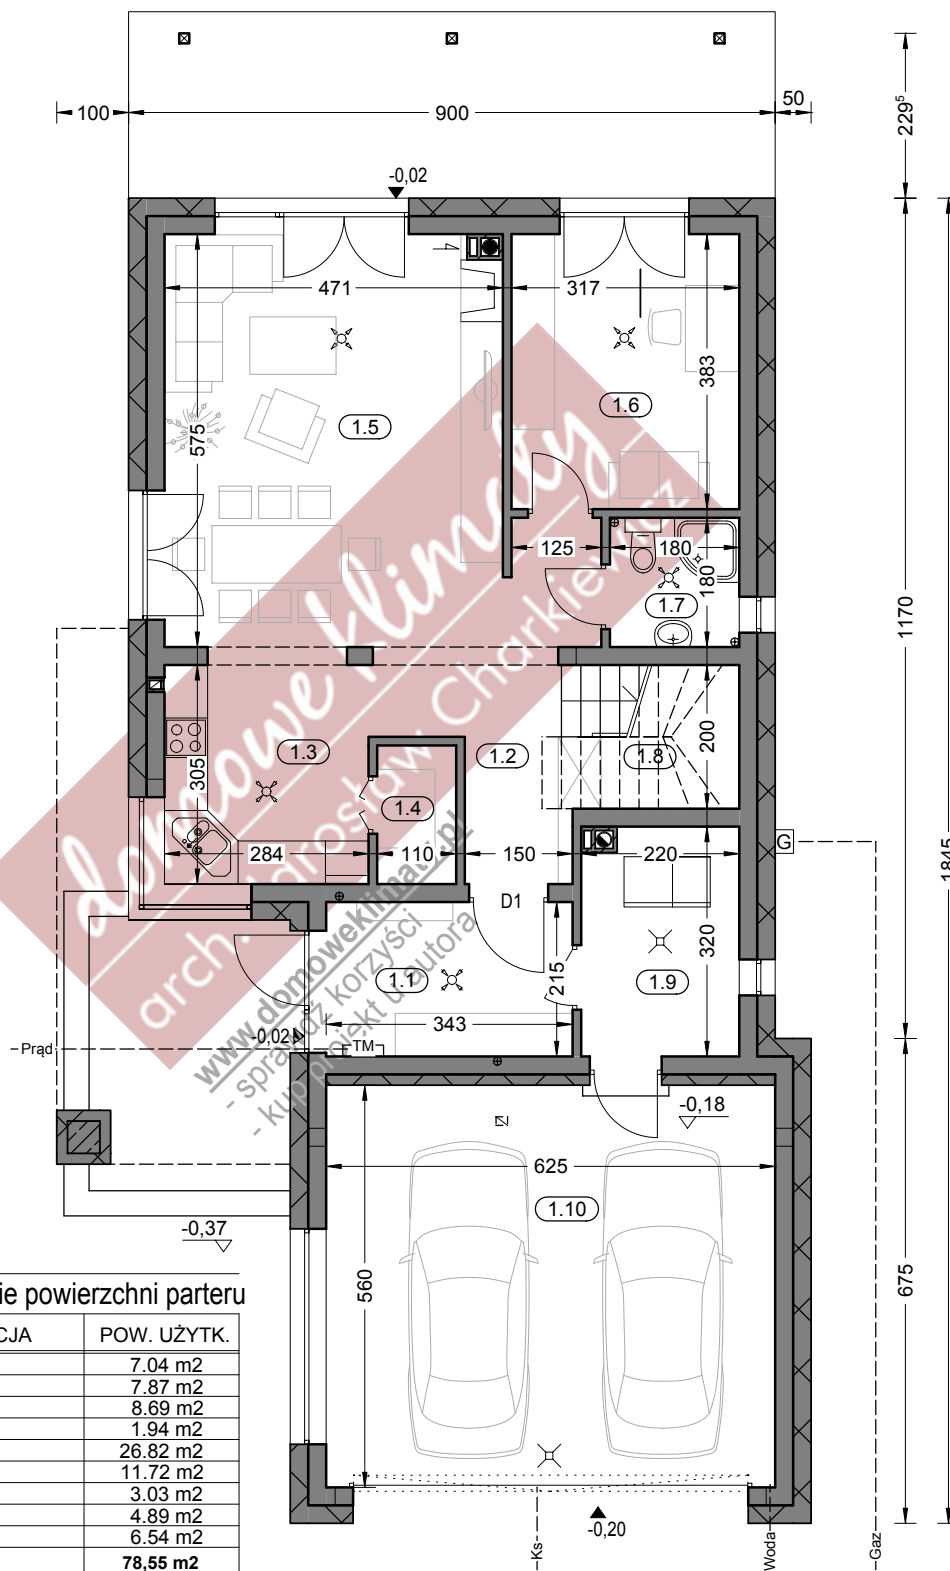 229⁵
100
900
50
-0,02
471
317
383
1.5
1.6
575
125
180
180
1.7
1170
1.3
1.2
1.8
200
305
1.4
284
110
150
220
G
1845
D1
1.1
215
1.9
320
343
-0,02
Prąd
TM
-0,18
625
1.10
-0,37
560
675
ie powierzchni parteru
CJA POW. UŻYTK.
7.04 m2
7.87 m2
8.69 m2
1.94 m2
26.82 m2
11.72 m2
3.03 m2
4.89 m2
6.54 m2
78,55 m2
-0,20
Ks
Woda
Gaz
domowe klimaty
arch. Jarosław Charkiewicz
www.domoweklimaty.pl
- sprawdź korzyści
- kup projekt u autora